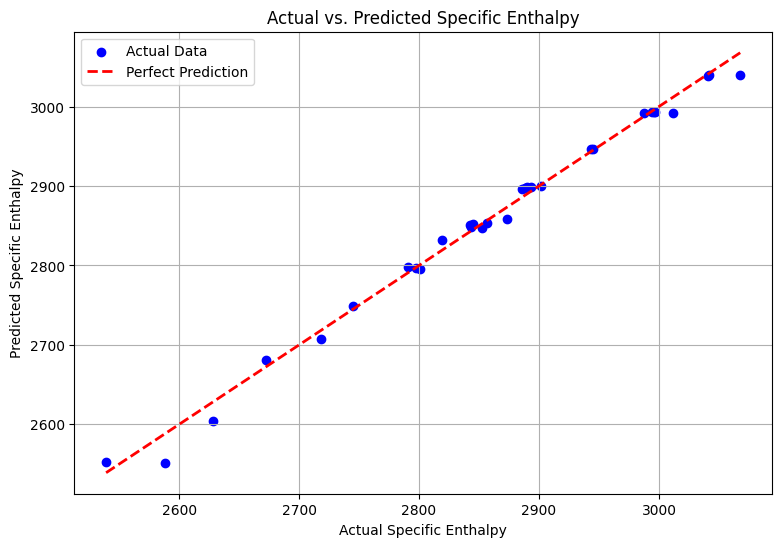 Actual vs. Predicted Specific Enthalpy
Actual Data
Perfect Prediction
Predicted Specific Enthalpy
3000
2900
2800
2700
2600
2600 2700 2800 2900 3000
Actual Specific Enthalpy